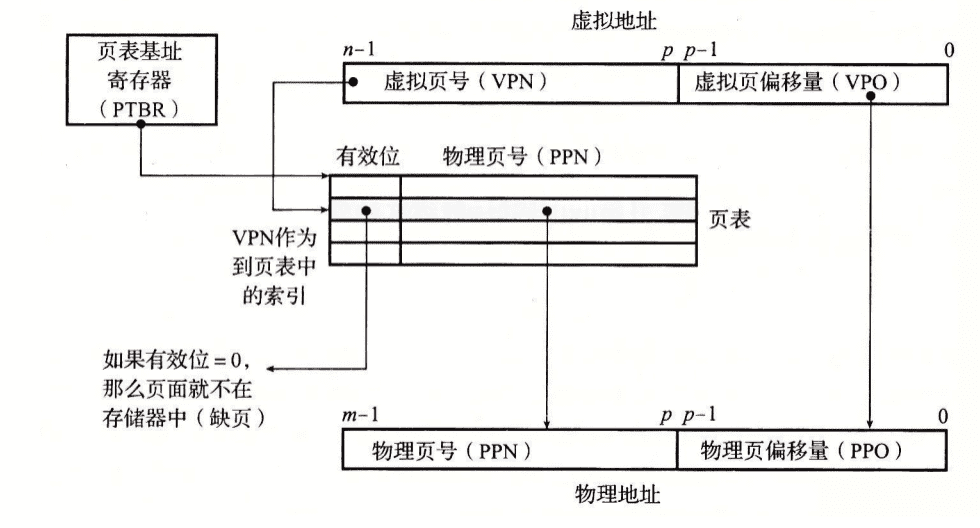 虚拟地址
页表基址
寄存器
（PTBR）
n-1
p p-1
0
虚拟页号（VPN）
虚拟页偏移量（VPO）
有效位
物理页号（PPN）
页表
VPN作为
到页表中
的索引
如果有效位=0，
那么页面就不在
存储器中（缺页）
m-1
p p-1
0
物理页号（PPN）
物理页偏移量（PPO）
物理地址